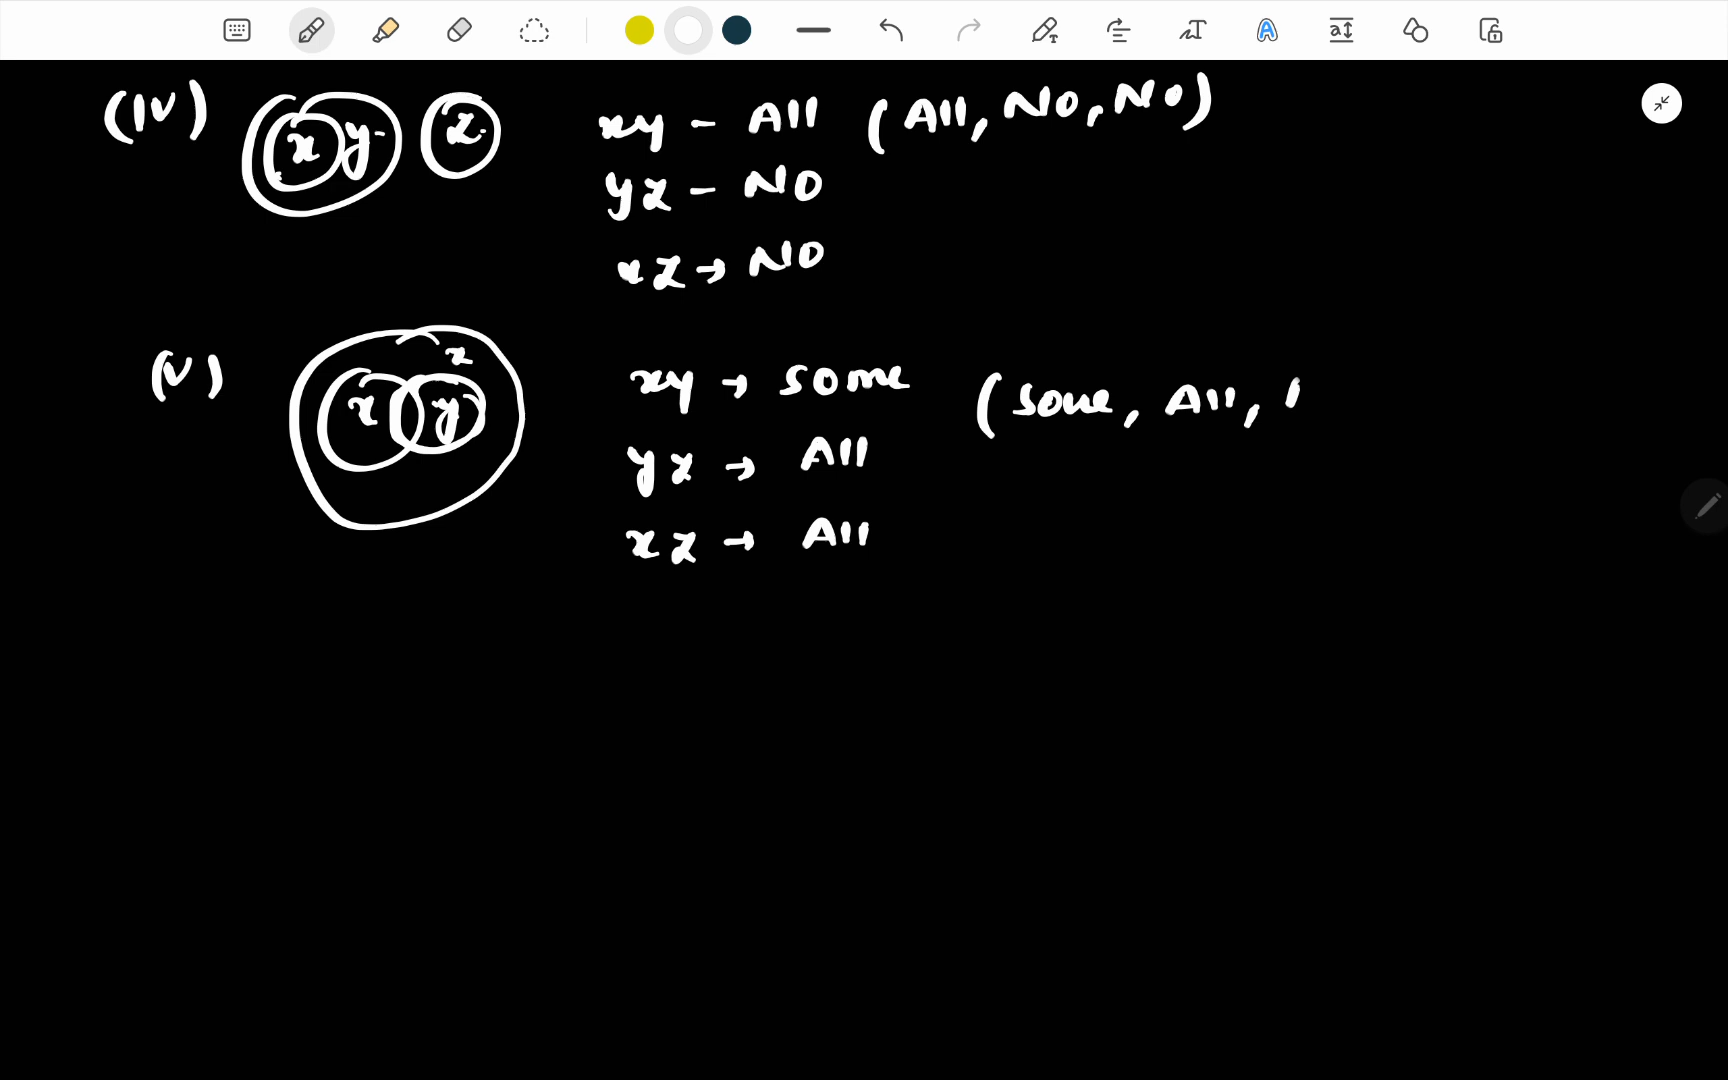 (iv) x y z xy - All (All, No, No)
yz - No
xz → No
(v) x y z xy → some (some, All,
yz → All
xz → All